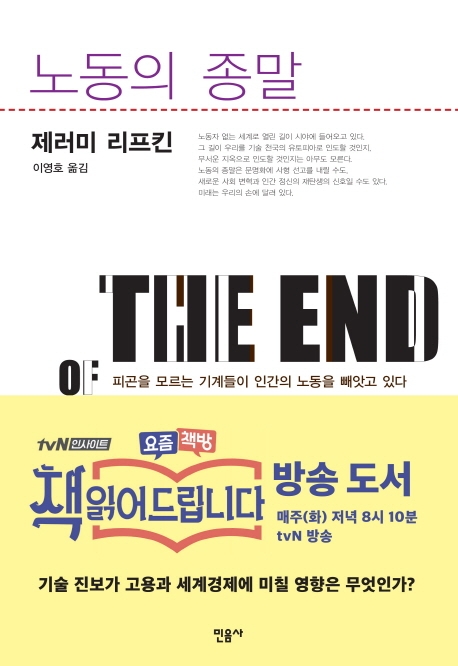 노동의 종말
제러미 리프킨
이영호 옮김
노동자 없는 세계로 열린 길이 시야에 들어오고 있다.
그 길이 우리를 기술 천국의 유토피아로 인도할 것인지,
무서운 지옥으로 인도할 것인지는 아무도 모른다.
노동의 종말은 문명화에 사형 선고를 내릴 수도,
새로운 사회 변혁과 인간 정신의 재탄생의 신호일 수도 있다.
미래는 우리의 손에 달려 있다.
THE END
OF
피곤을 모르는 기계들이 인간의 노동을 빼앗고 있다
tvN 인사이트
요즘 책방
책 읽어드립니다
방송 도서
매주(화) 저녁 8시 10분
tvN 방송
기술 진보가 고용과 세계경제에 미칠 영향은 무엇인가?
민음사